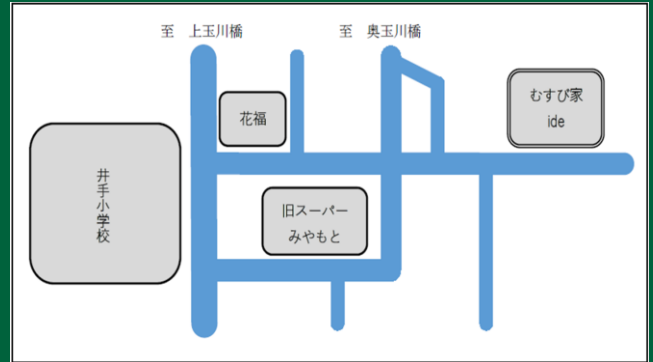 至 上玉川橋
至 奥玉川橋
花福
むすび家
ide
井手小学校
旧スーパー
みやもと